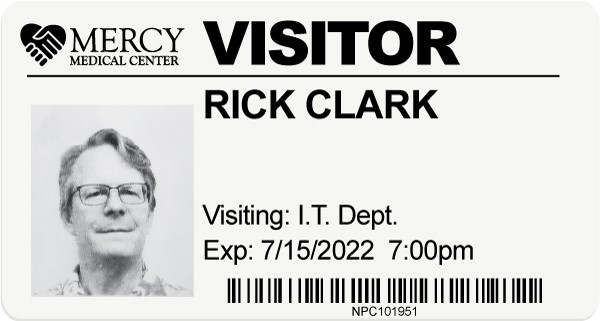 MERCY
MEDICAL CENTER
VISITOR
RICK CLARK
Visiting: I.T. Dept.
Exp: 7/15/2022 7:00pm
NPC101951